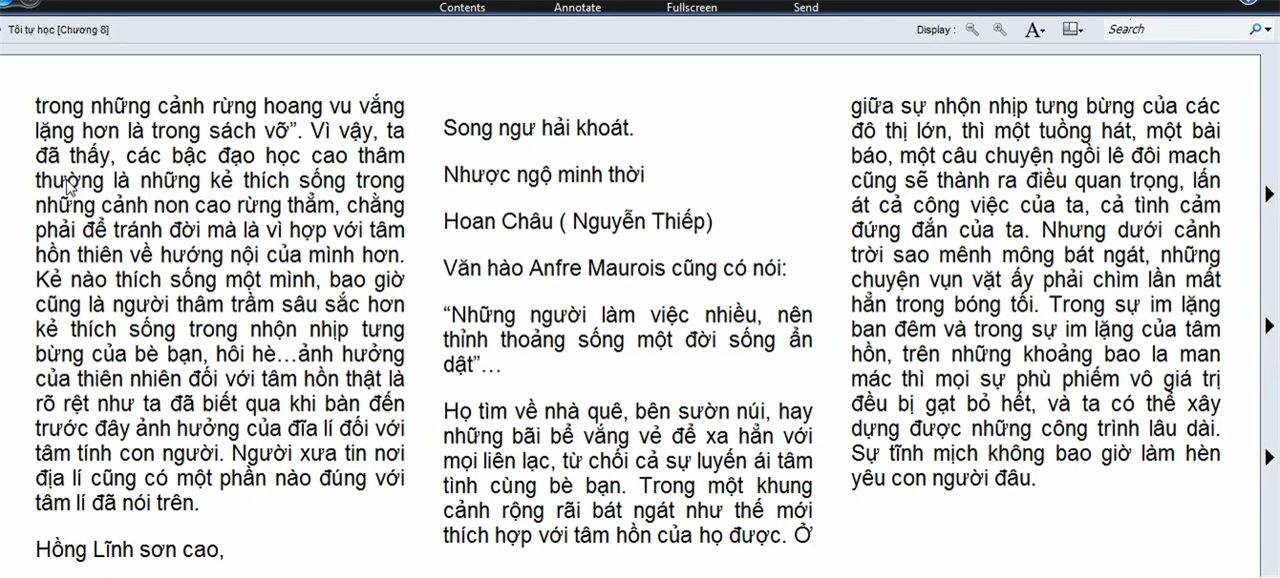 Contents Annotate Fullscreen Send
Tôi tự học [Chương 8]
Display :
A
Search
trong những cảnh rừng hoang vu vắng
lặng hơn là trong sách vỡ”. Vì vậy, ta
đã thấy, các bậc đạo học cao thâm
thường là những kẻ thích sống trong
những cảnh non cao rừng thẳm, chẳng
phải để tránh đời mà là vì hợp với tâm
hồn thiên về hướng nội của mình hơn.
Kẻ nào thích sống một mình, bao giờ
cũng là người thâm trầm sâu sắc hơn
kẻ thích sống trong nhộn nhịp tưng
bừng của bè bạn, hôi hè…ảnh hưởng
của thiên nhiên đối với tâm hồn thật là
rõ rệt như ta đã biết qua khi bàn đến
trước đây ảnh hưởng của đĩa lí đối với
tâm tính con người. Người xưa tin nơi
địa lí cũng có một phần nào đúng với
tâm lí đã nói trên.
Hồng Lĩnh sơn cao,
Song ngư hải khoát.
Nhược ngộ minh thời
Hoan Châu ( Nguyễn Thiếp)
Văn hào Anfre Maurois cũng có nói:
“Những người làm việc nhiều, nên
thỉnh thoảng sống một đời sống ẩn
dật”…
Họ tìm về nhà quê, bên sườn núi, hay
những bãi bể vắng vẻ để xa hẳn với
mọi liên lạc, từ chối cả sự luyến ái tâm
tình cùng bè bạn. Trong một khung
cảnh rộng rãi bát ngát như thế mới
thích hợp với tâm hồn của họ được. Ở
giữa sự nhộn nhịp tưng bừng của các
đô thị lớn, thì một tuồng hát, một bài
báo, một câu chuyện ngồi lê đôi mach
cũng sẽ thành ra điều quan trọng, lấn
át cả công việc của ta, cả tình cảm
đứng đắn của ta. Nhưng dưới cảnh
trời sao mênh mông bát ngát, những
chuyện vụn vặt ấy phải chìm lần mất
hẳn trong bóng tối. Trong sự im lặng
ban đêm và trong sự im lặng của tâm
hồn, trên những khoảng bao la man
mác thì mọi sự phù phiếm vô giá trị
đều bị gạt bỏ hết, và ta có thể xây
dựng được những công trình lâu dài.
Sự tĩnh mịch không bao giờ làm hèn
yêu con người đâu.